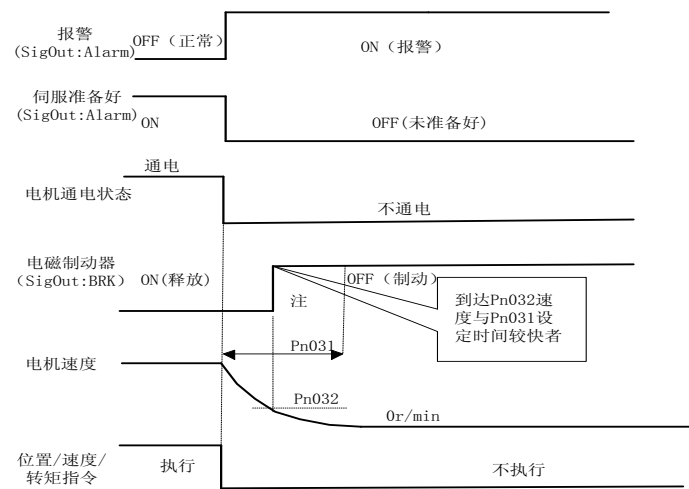 报警
(SigOut:Alarm)
OFF（正常）
ON（报警）
伺服准备好
(SigOut:Alarm)
ON
OFF(未准备好)
通电
电机通电状态
不通电
电磁制动器
（SigOut:BRK）
ON(释放)
OFF（制动）
注
到达Pn032速
度与Pn031设
定时间较快者
Pn031
电机速度
Pn032
0r/min
位置/速度/
转矩指令
执行
不执行